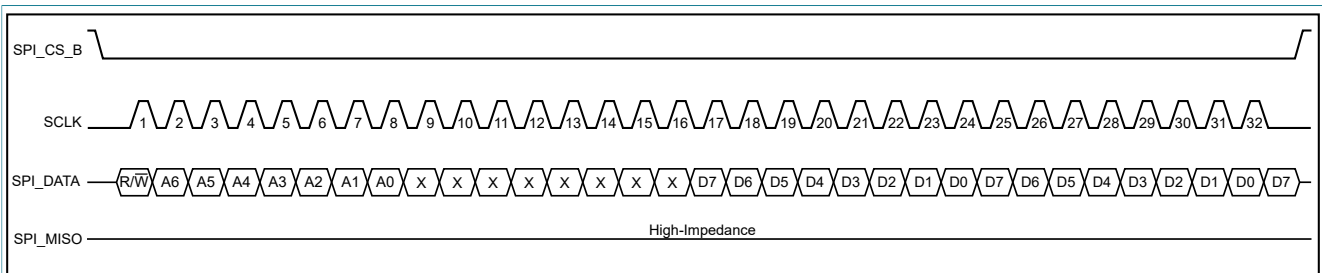 SPI_CS_B
SCLK 1 2 3 4 5 6 7 8 9 10 11 12 13 14 15 16 17 18 19 20 21 22 23 24 25 26 27 28 29 30 31 32
SPI_DATA R/W̅ A6 A5 A4 A3 A2 A1 A0 X X X X X X X X D7 D6 D5 D4 D3 D2 D1 D0 D7 D6 D5 D4 D3 D2 D1 D0 D7
SPI_MISO High-Impedance